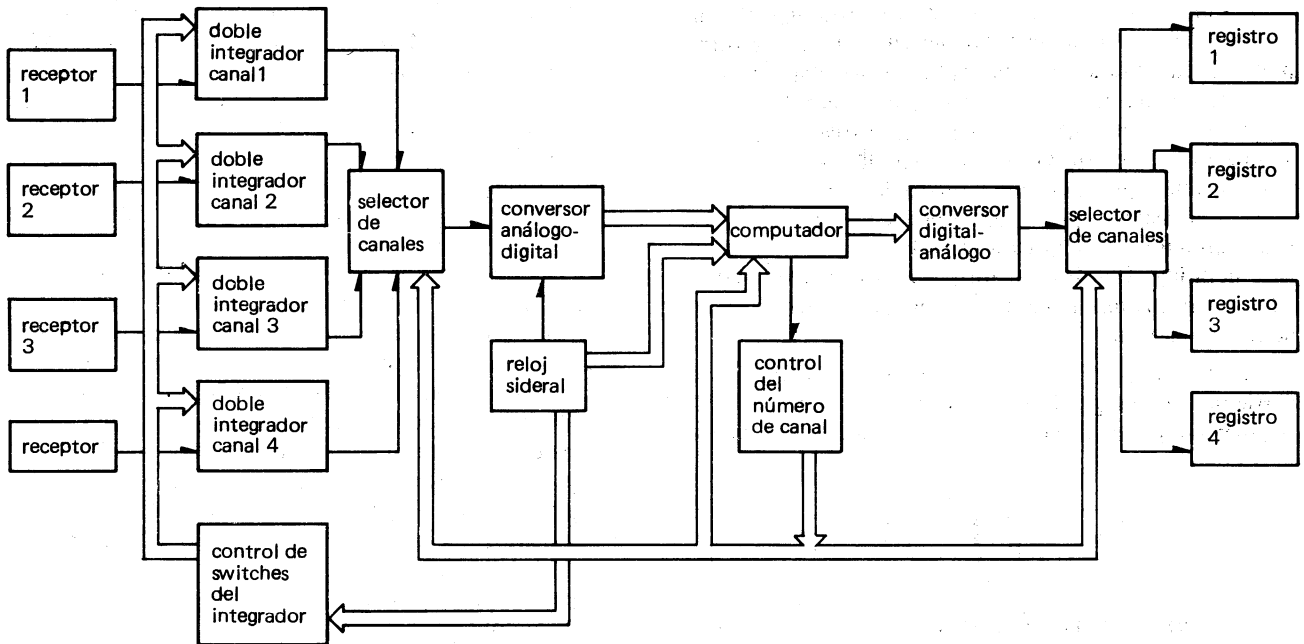 doble
integrador
canal 1
receptor
1
doble
integrador
canal 2
receptor
2
doble
integrador
canal 3
receptor
3
doble
integrador
canal 4
receptor
control de
switches
del
integrador
selector
de
canales
conversor
análogo-
digital
reloj
sideral
computador
control
del
número
de canal
conversor
digital-
análogo
selector
de canales
registro
1
registro
2
registro
3
registro
4